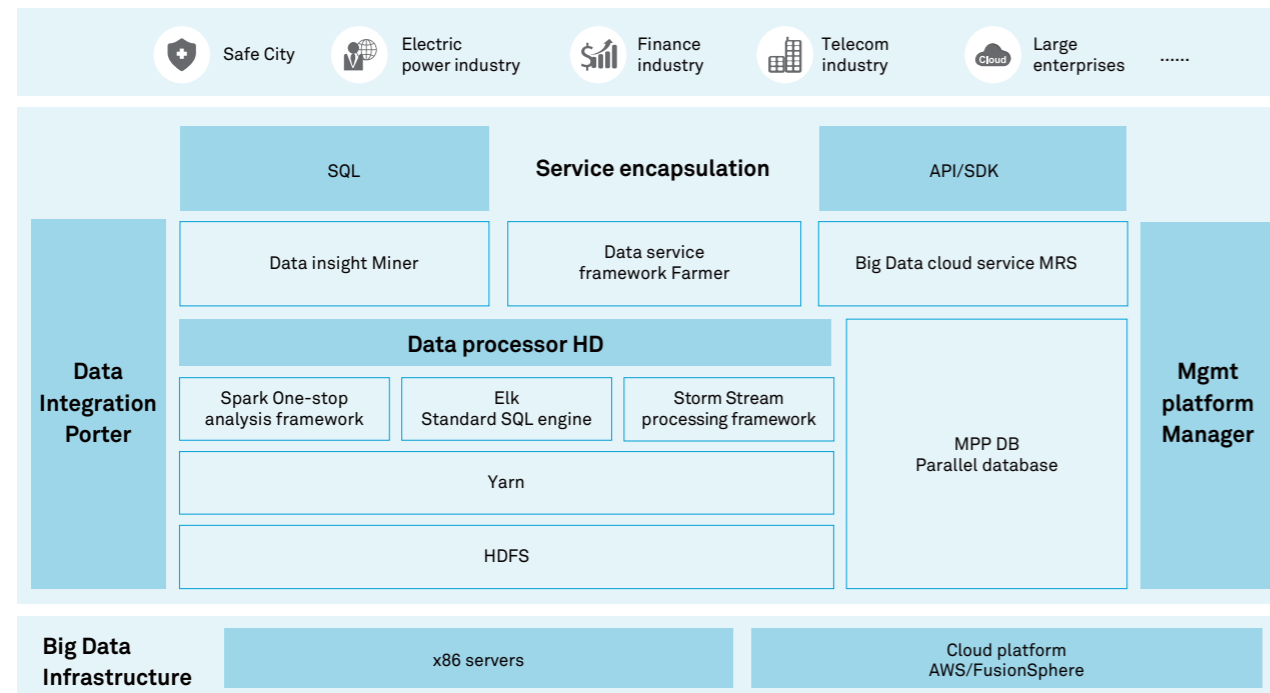 Safe City
Electric
power industry
Finance
industry
Telecom
industry
Cloud
Large
enterprises
......
SQL
Service encapsulation
API/SDK
Data insight Miner
Data service
framework Farmer
Big Data cloud service MRS
Data
Integration
Porter
Data processor HD
Spark One-stop
analysis framework
Elk
Standard SQL engine
Storm Stream
processing framework
Yarn
HDFS
MPP DB
Parallel database
Mgmt
platform
Manager
Big Data
Infrastructure
x86 servers
Cloud platform
AWS/FusionSphere